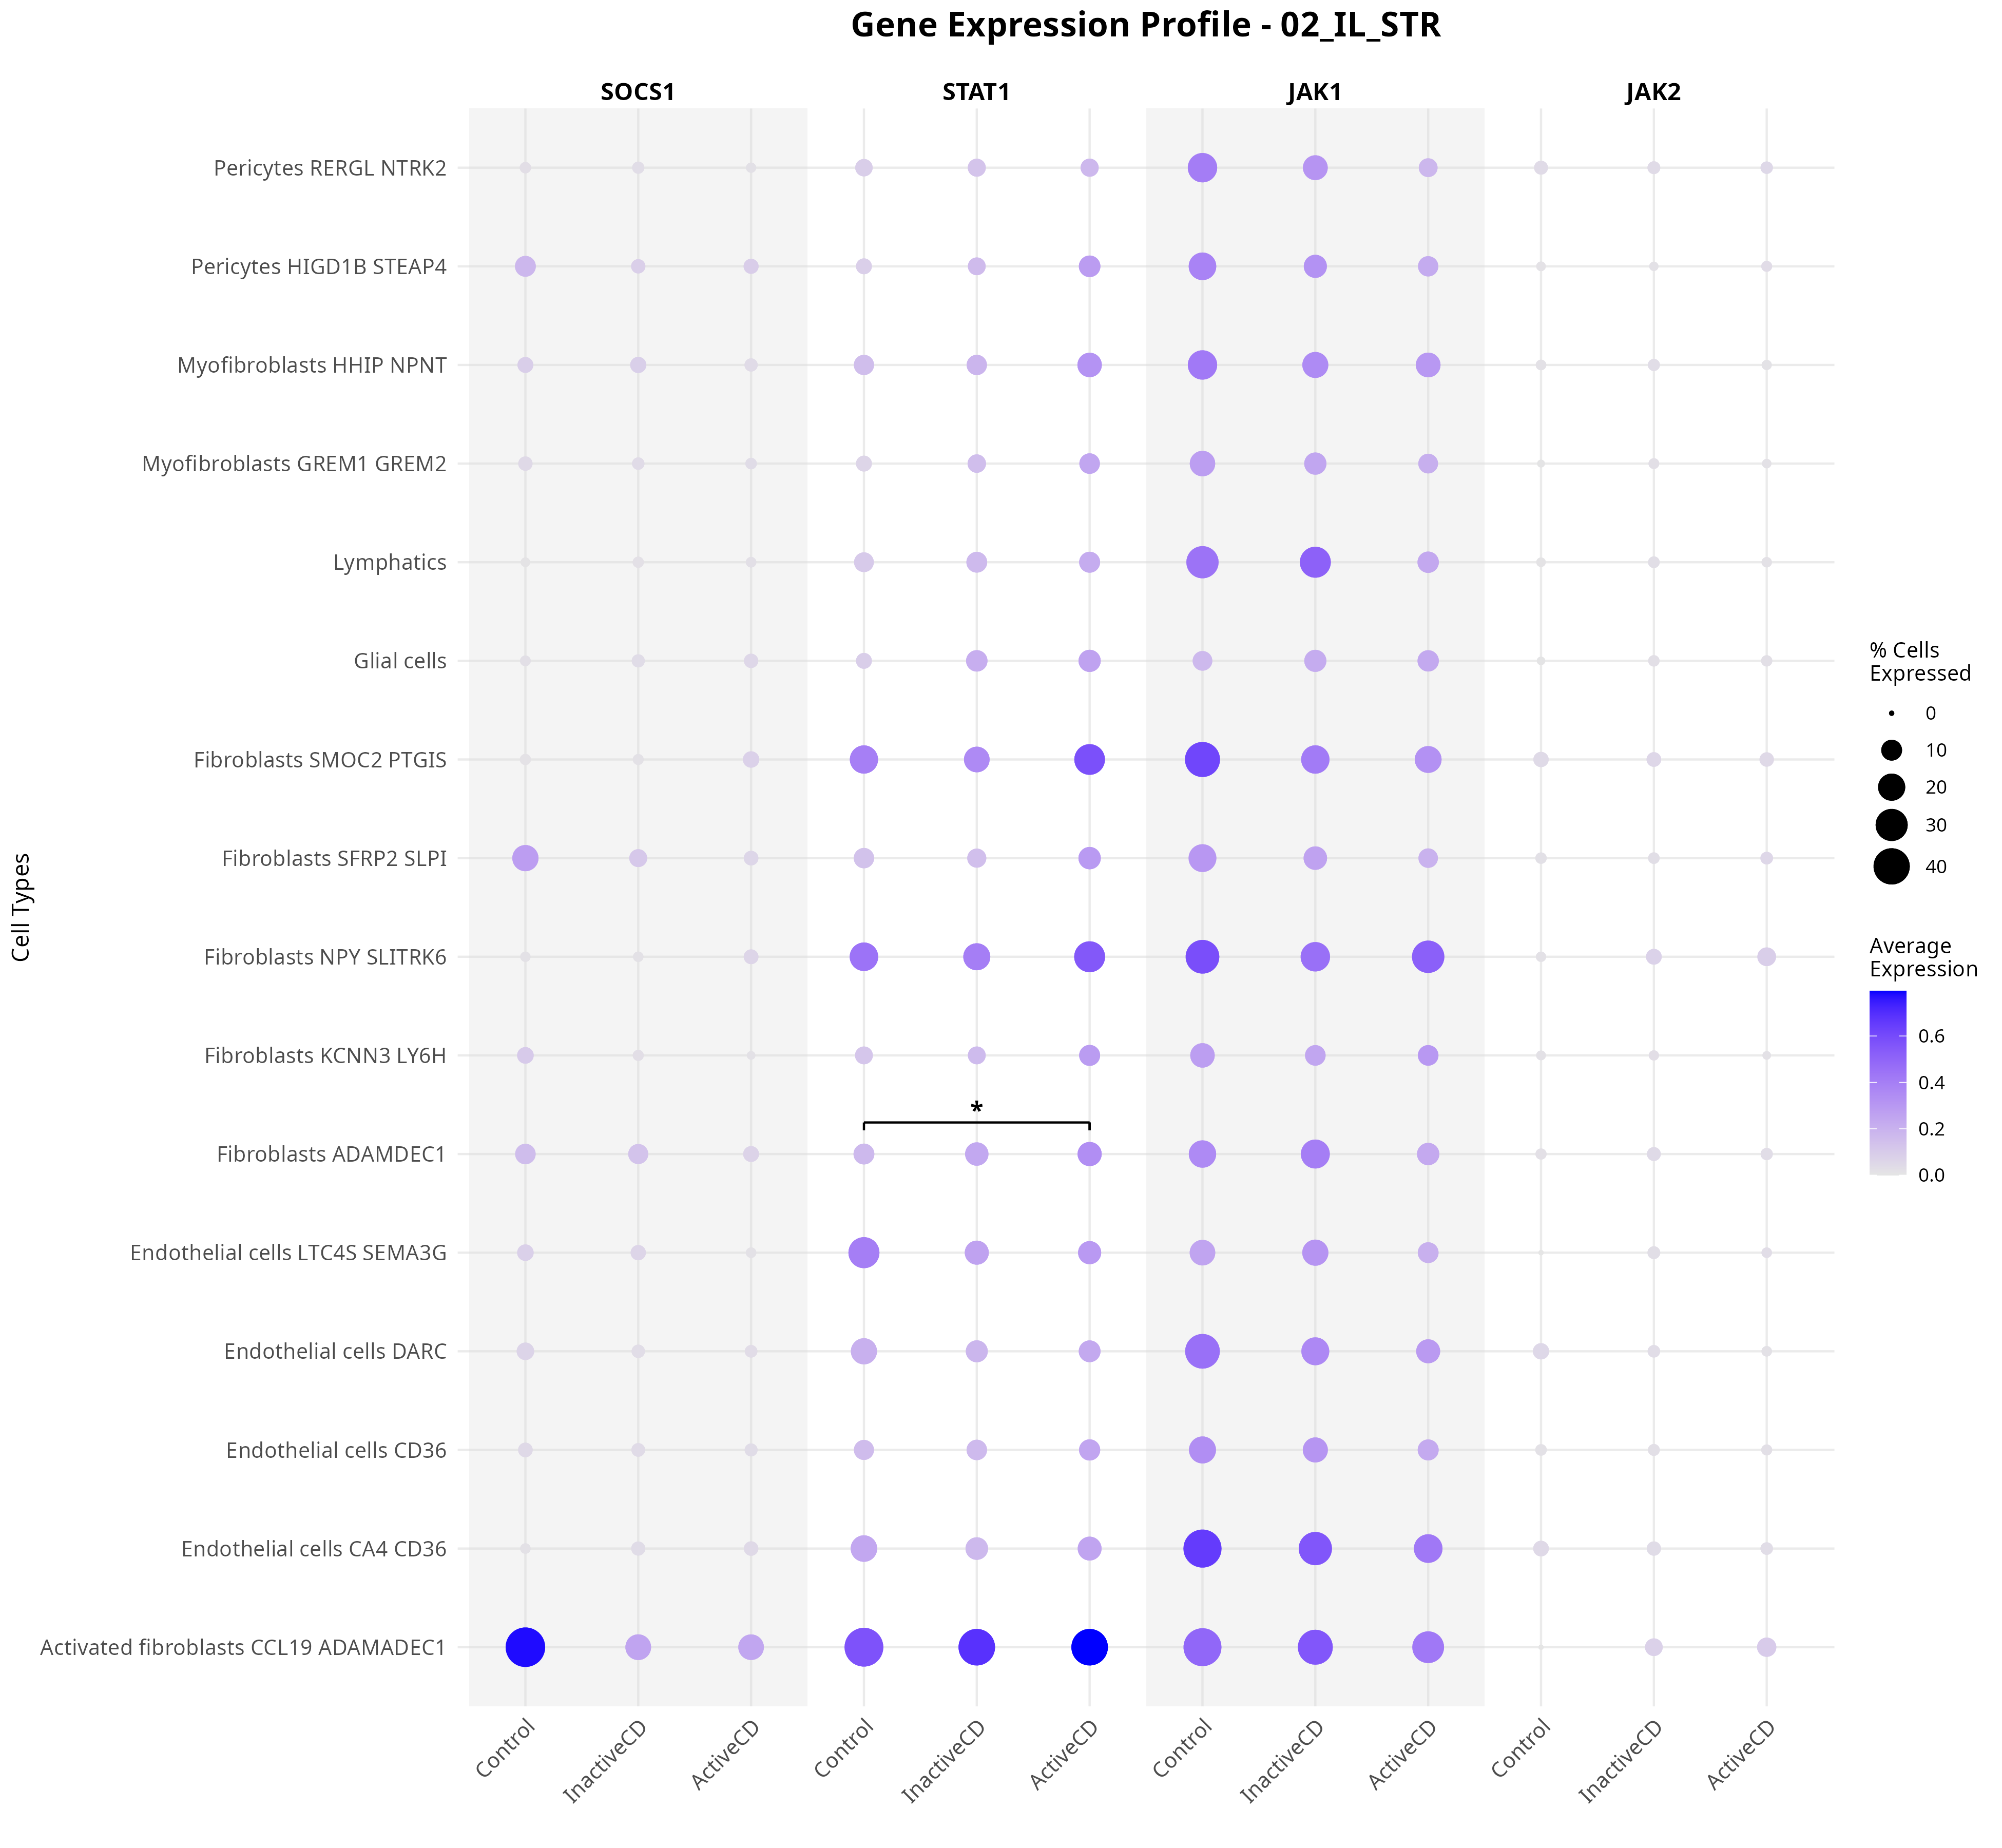 Gene Expression Profile - 02_IL_STR
SOCS1 STAT1 JAK1 JAK2
Pericytes RERGL NTRK2
Pericytes HIGD1B STEAP4
Myofibroblasts HHIP NPNT
Myofibroblasts GREM1 GREM2
Lymphatics
Glial cells
Fibroblasts SMOC2 PTGIS
Fibroblasts SFRP2 SLPI
Fibroblasts NPY SLITRK6
Fibroblasts KCNN3 LY6H
*
Fibroblasts ADAMDEC1
Endothelial cells LTC4S SEMA3G
Endothelial cells DARC
Endothelial cells CD36
Endothelial cells CA4 CD36
Activated fibroblasts CCL19 ADAMADEC1
Cell Types
Control InactiveCD ActiveCD Control InactiveCD ActiveCD Control InactiveCD ActiveCD Control InactiveCD ActiveCD
% Cells
Expressed
0
10
20
30
40
Average
Expression
0.6
0.4
0.2
0.0